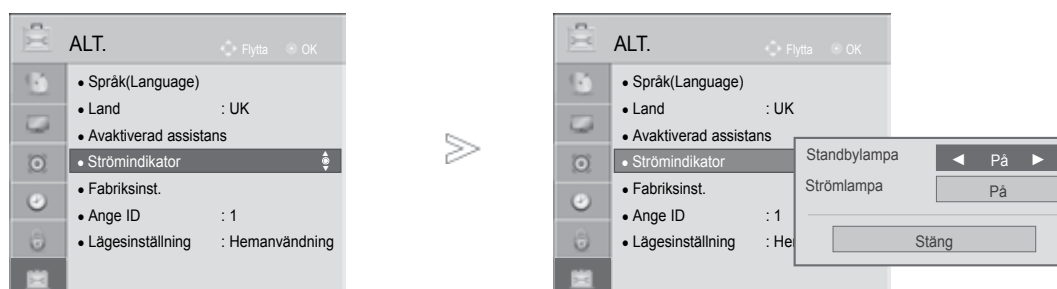 ALT.
Flytta OK
• Språk(Language)
• Land : UK
• Avaktiverad assistans
• Strömindikator
• Fabriksinst.
• Ange ID : 1
• Lägesinställning : Hemanvändning
ALT.
Flytta OK
• Språk(Language)
• Land : UK
• Avaktiverad assistans
• Strömindikator
• Fabriksinst.
• Ange ID : 1
• Lägesinställning : He
Standbylampa ◄ På ►
Strömlampa På
Stäng